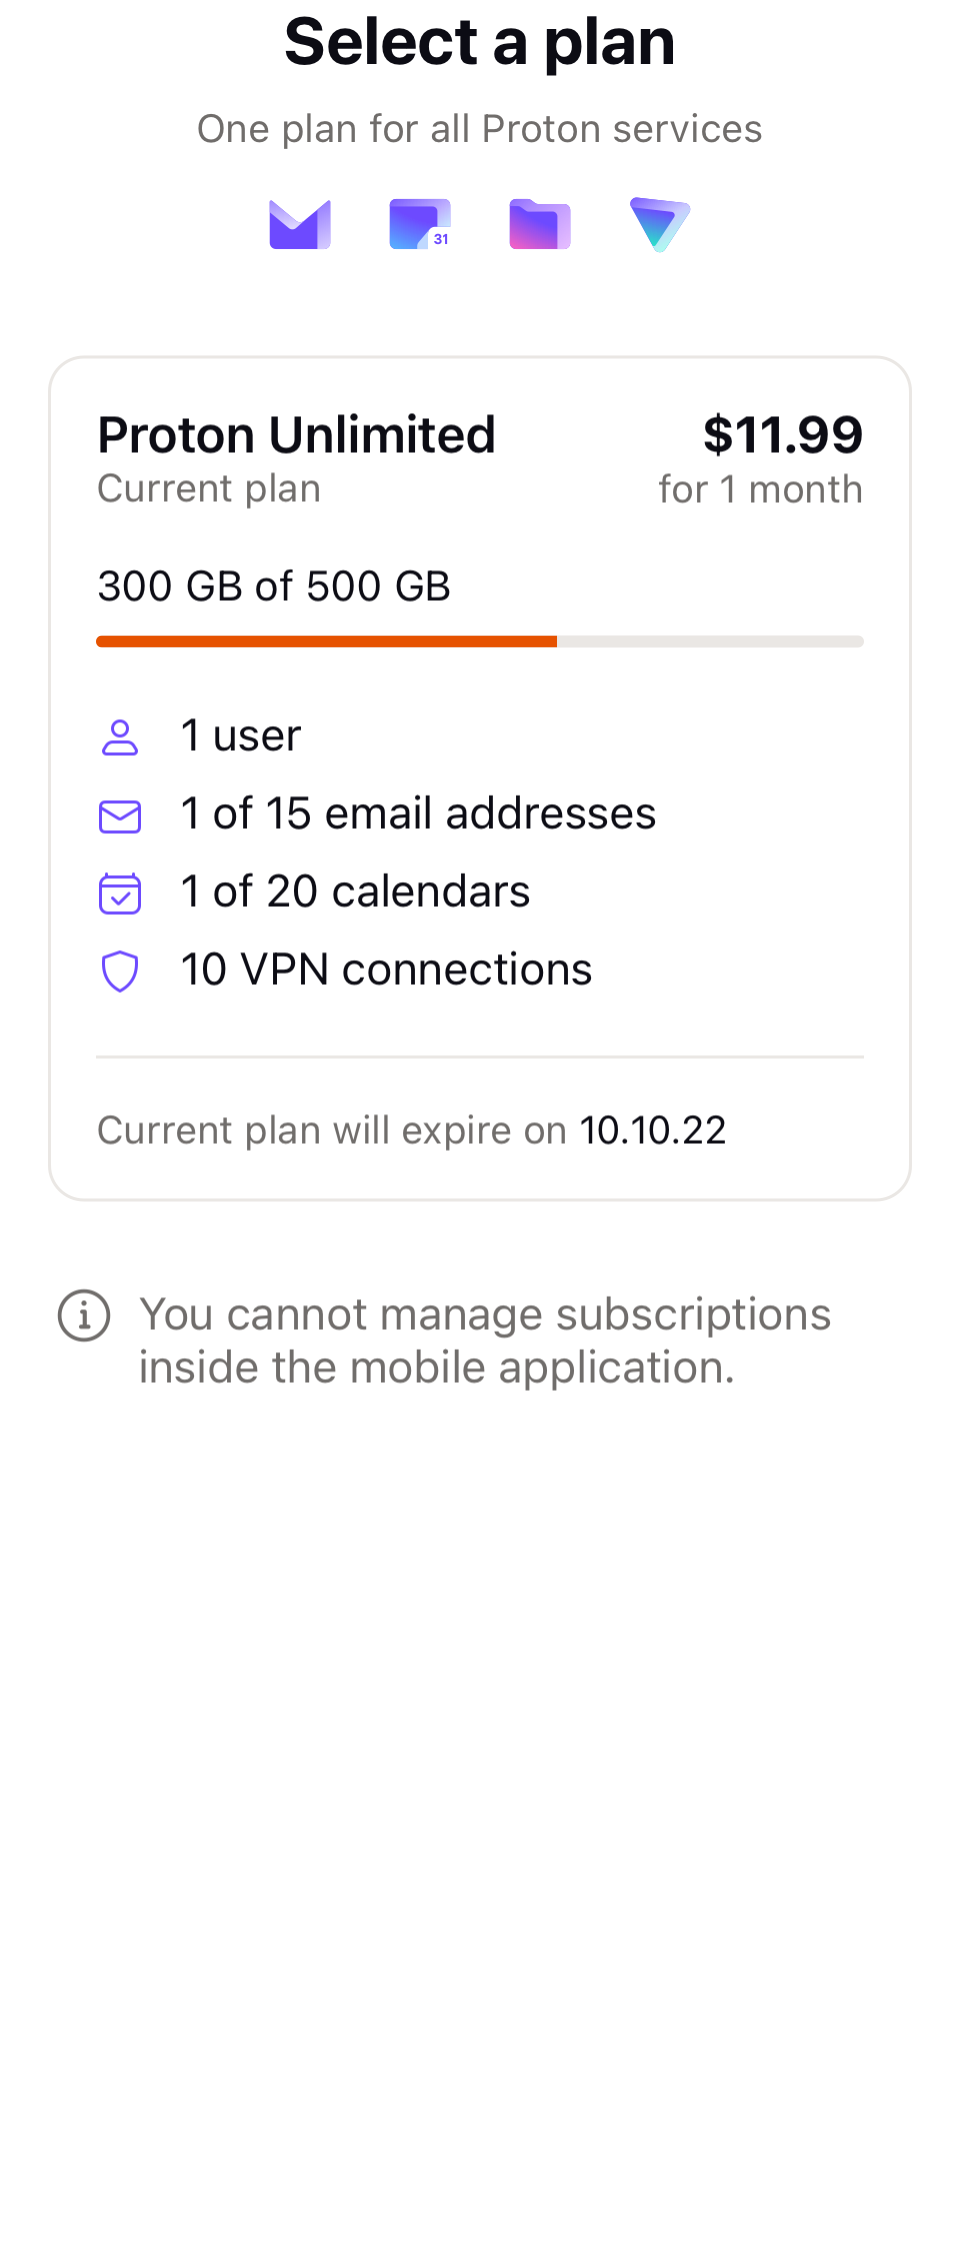 Select a plan
One plan for all Proton services
31
Proton Unlimited
$11.99
Current plan
for 1 month
300 GB of 500 GB
1 user
1 of 15 email addresses
1 of 20 calendars
10 VPN connections
Current plan will expire on 10.10.22
You cannot manage subscriptions
inside the mobile application.